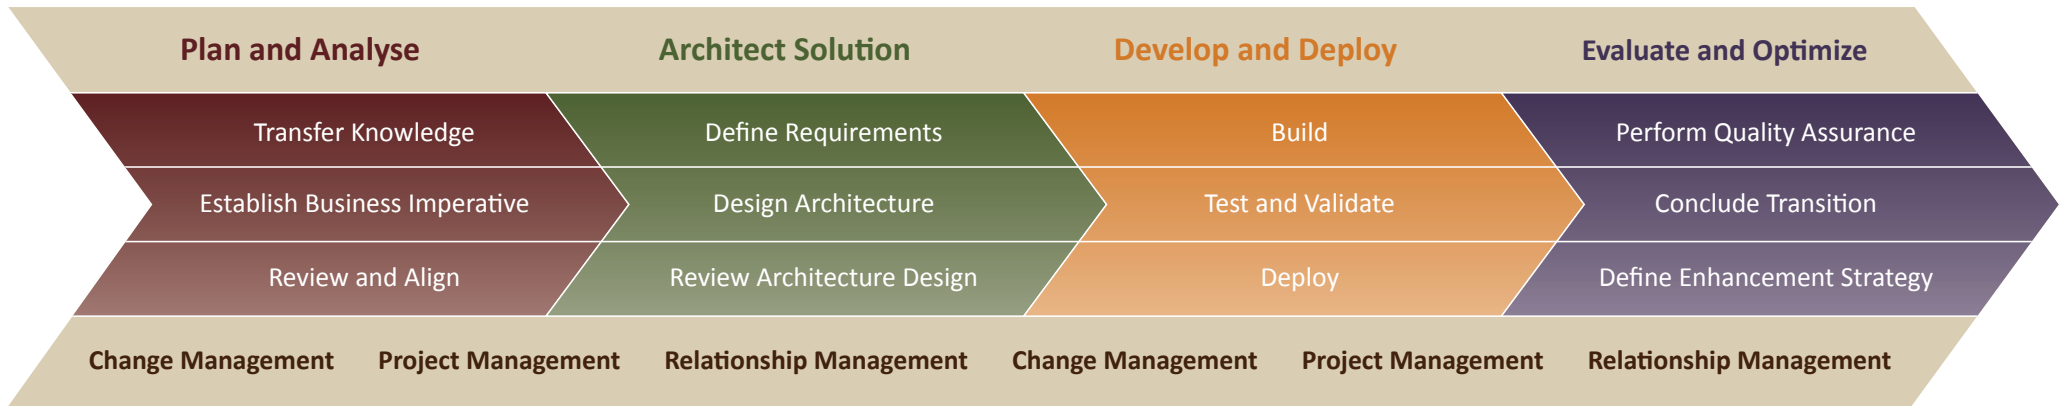 Plan and Analyse
Architect Solution
Develop and Deploy
Evaluate and Optimize
Transfer Knowledge
Define Requirements
Build
Perform Quality Assurance
Establish Business Imperative
Design Architecture
Test and Validate
Conclude Transition
Review and Align
Review Architecture Design
Deploy
Define Enhancement Strategy
Change Management
Project Management
Relationship Management
Change Management
Project Management
Relationship Management